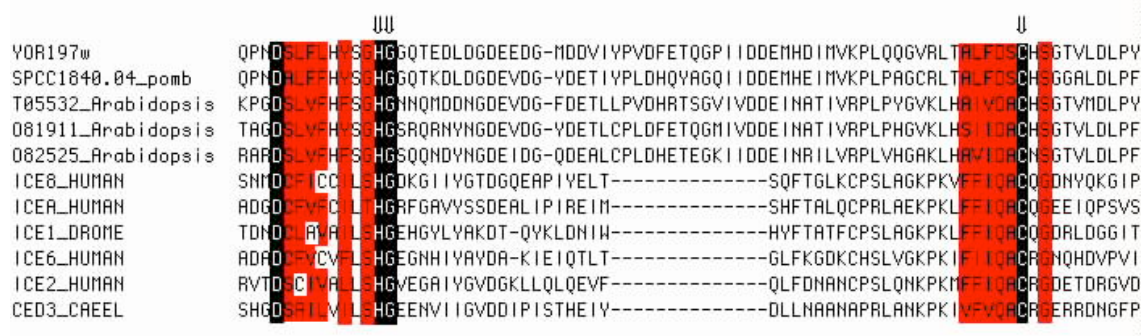 ⇓⇓ ⇓
YOR197w QPNDSLFLHYSGHGGQTEDLDGDEEDG-MDDVIYPVDFETQGPIIDDEMHDIMVKPLQQGVRLTALFDSCHSGTVLDLPY
SPCC1840.04_pomb QPNDALFFHYSGHGGQTKDLDGDEVDG-YDETIYPLDHQYAGQIIDDEMHEIMVKPLPAGCRLTALFDSCHSGGALDLPF
T05532_Arabidopsis KPGDSLVFHFSGHGNNQMDDNGDEVDG-FDETLLPVDHRTSGVIVDDEINATIVRPLPYGVKLHAIVDACHSGTVMDLPY
O81911_Arabidopsis TAGDSLVFHYSGHGSRQRNYNGDEVDG-YDETLCPLDFETQGMIVDDEINATIVRPLPHGVKLHSIIDACHSGTVLDLPF
O82525_Arabidopsis RARDSLVFHFSGHGSQQNDYNGDEIDG-QDEALCPLDHETEGKIIDDEINRILVRPLVHGAKLHAVIDACNSGTVLDLPF
ICE8_HUMAN SNMDCFICCILSHGDKGIIYGTDGQEAPIYELT--------------SQFTGLKCPSLAGKPKVFFIQACQGDNYQKGIP
ICEA_HUMAN ADGDCFVFCILTHGRFGAVYSSDEALIPIREIM--------------SHFTALQCPRLAEKPKLFFIQACQGEEIQPSVS
ICE1_DROME TDNDCLAVAILSHGEHGYLYAKDT-QYKLDNIW--------------HYFTATFCPSLAGKPKLFFIQACQGDRLDGGIT
ICE6_HUMAN ADADCFVCVFLSHGEGNHIYAYDA-KIEIQTLT--------------GLFKGDKCHSLVGKPKIFIIQACRGNQHDVPVI
ICE2_HUMAN RVTDSCIVALLSHGVEGAIYGVDGKLLQLQEVF--------------QLFDNANCPSLQNKPKMFFIQACRGDETDRGVD
CED3_CAEEL SHGDSAILVILSHGEENVIIGVDDIPISTHEIY--------------DLLNAANAPRLANKPKIVFVQACRGERRDNGFP